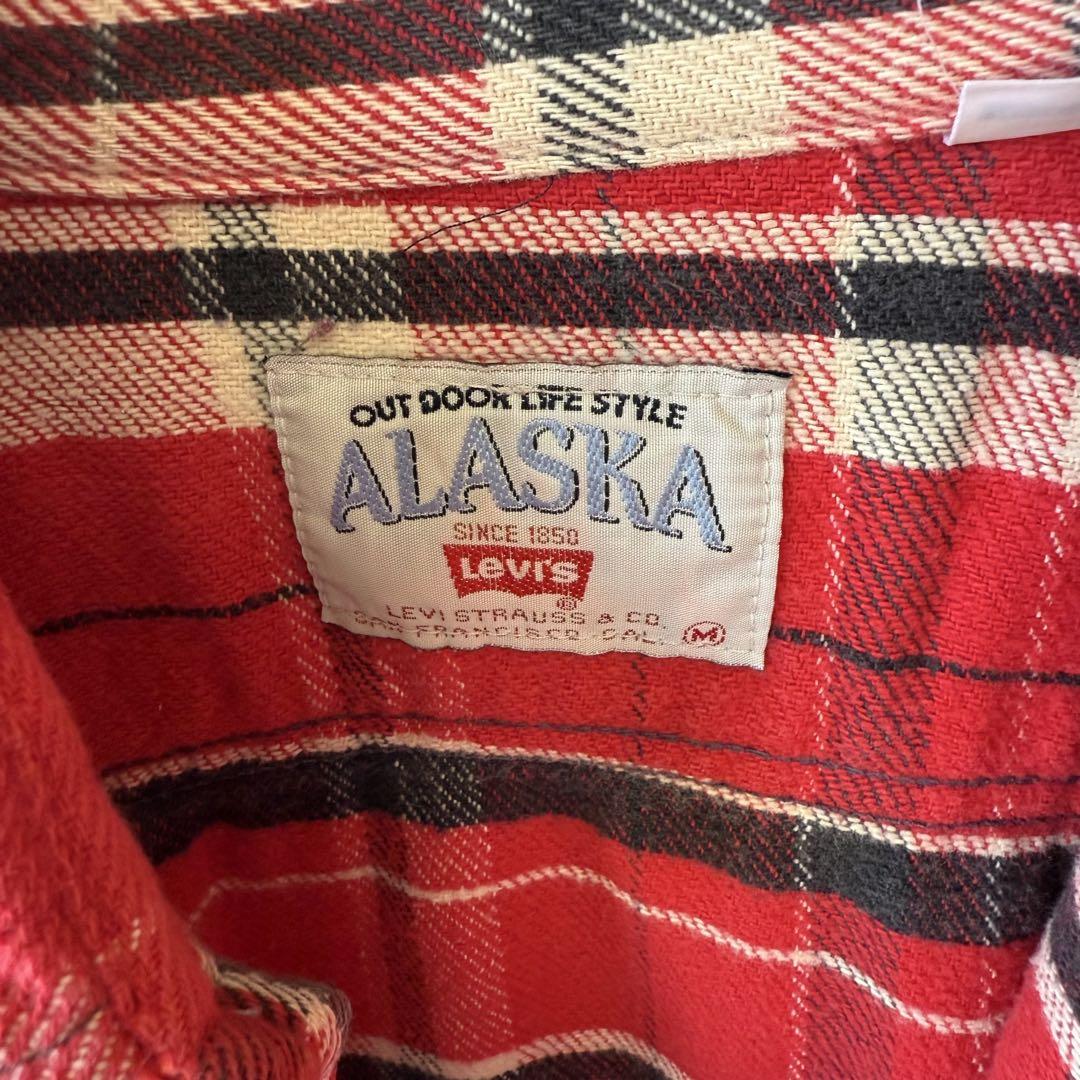 OUT DOOR LIFE STYLE
ALASKA
SINCE 1850
Levi's
®
LEVI STRAUSS & CO.
SAN FRANCISCO, CAL. M